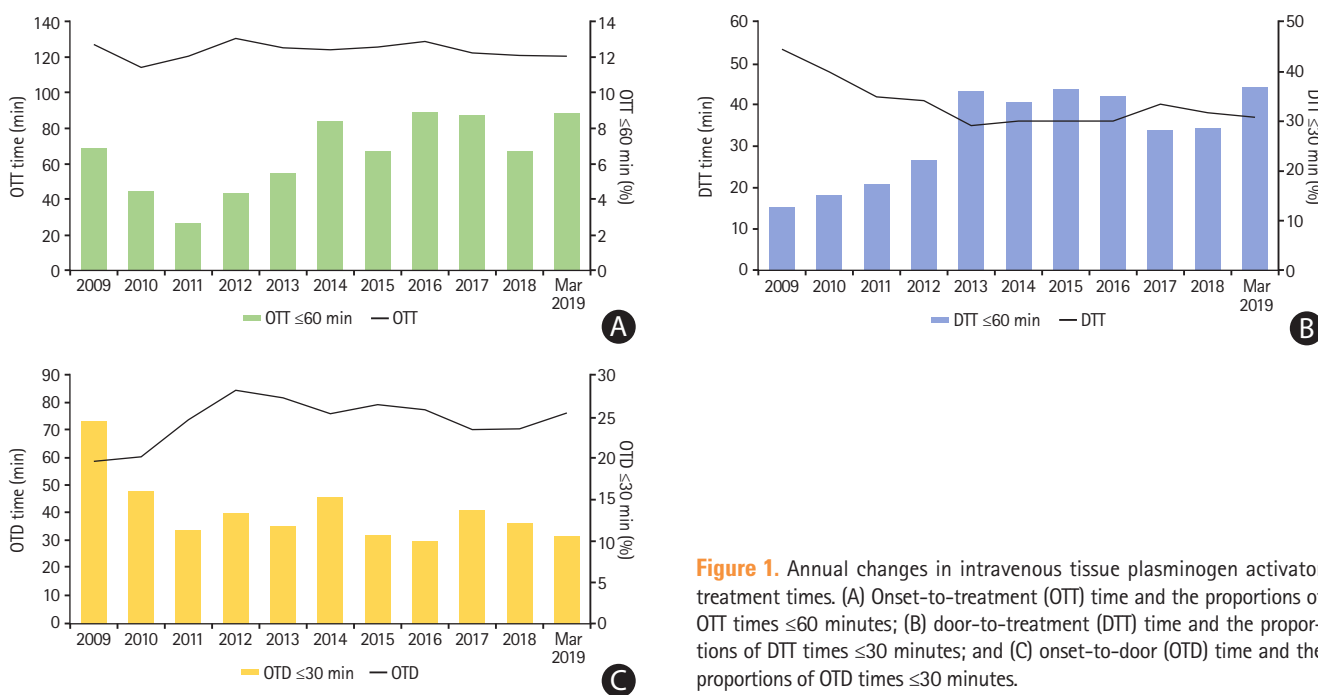 140
120
100
80
60
40
20
0
OTT time (min)
14
12
10
8
6
4
2
0
OTT ≤60 min (%)
2009 2010 2011 2012 2013 2014 2015 2016 2017 2018 Mar
2019
OTT ≤60 min OTT
A
60
50
40
30
20
10
0
DTT time (min)
50
40
30
20
10
0
DTT ≤30 min (%)
2009 2010 2011 2012 2013 2014 2015 2016 2017 2018 Mar
2019
DTT ≤60 min DTT
B
90
80
70
60
50
40
30
20
10
0
OTD time (min)
30
25
20
15
10
5
0
OTD ≤30 min (%)
2009 2010 2011 2012 2013 2014 2015 2016 2017 2018 Mar
2019
OTD ≤30 min OTD
C
Figure 1. Annual changes in intravenous tissue plasminogen activator
treatment times. (A) Onset-to-treatment (OTT) time and the proportions of
OTT times ≤60 minutes; (B) door-to-treatment (DTT) time and the propor-
tions of DTT times ≤30 minutes; and (C) onset-to-door (OTD) time and the
proportions of OTD times ≤30 minutes.